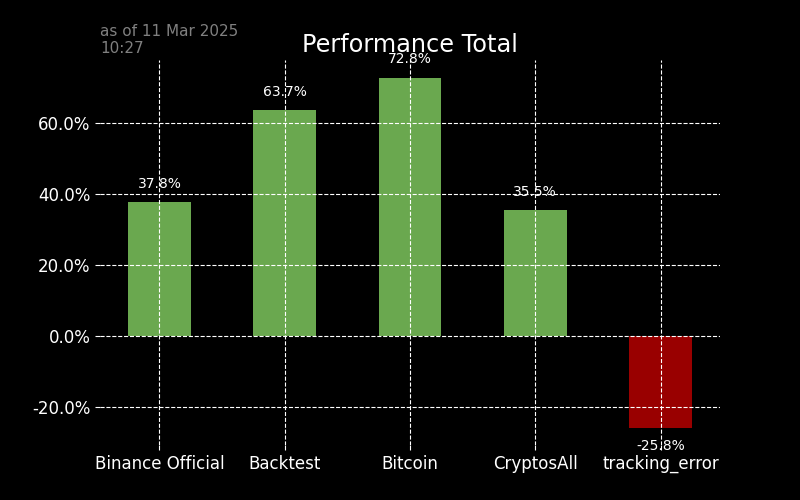 as of 11 Mar 2025
10:27
Performance Total
72.8%
63.7%
60.0%
37.8%
40.0%
35.5%
20.0%
0.0%
-20.0%
-25.8%
Binance Official
Backtest
Bitcoin
CryptosAll
tracking_error